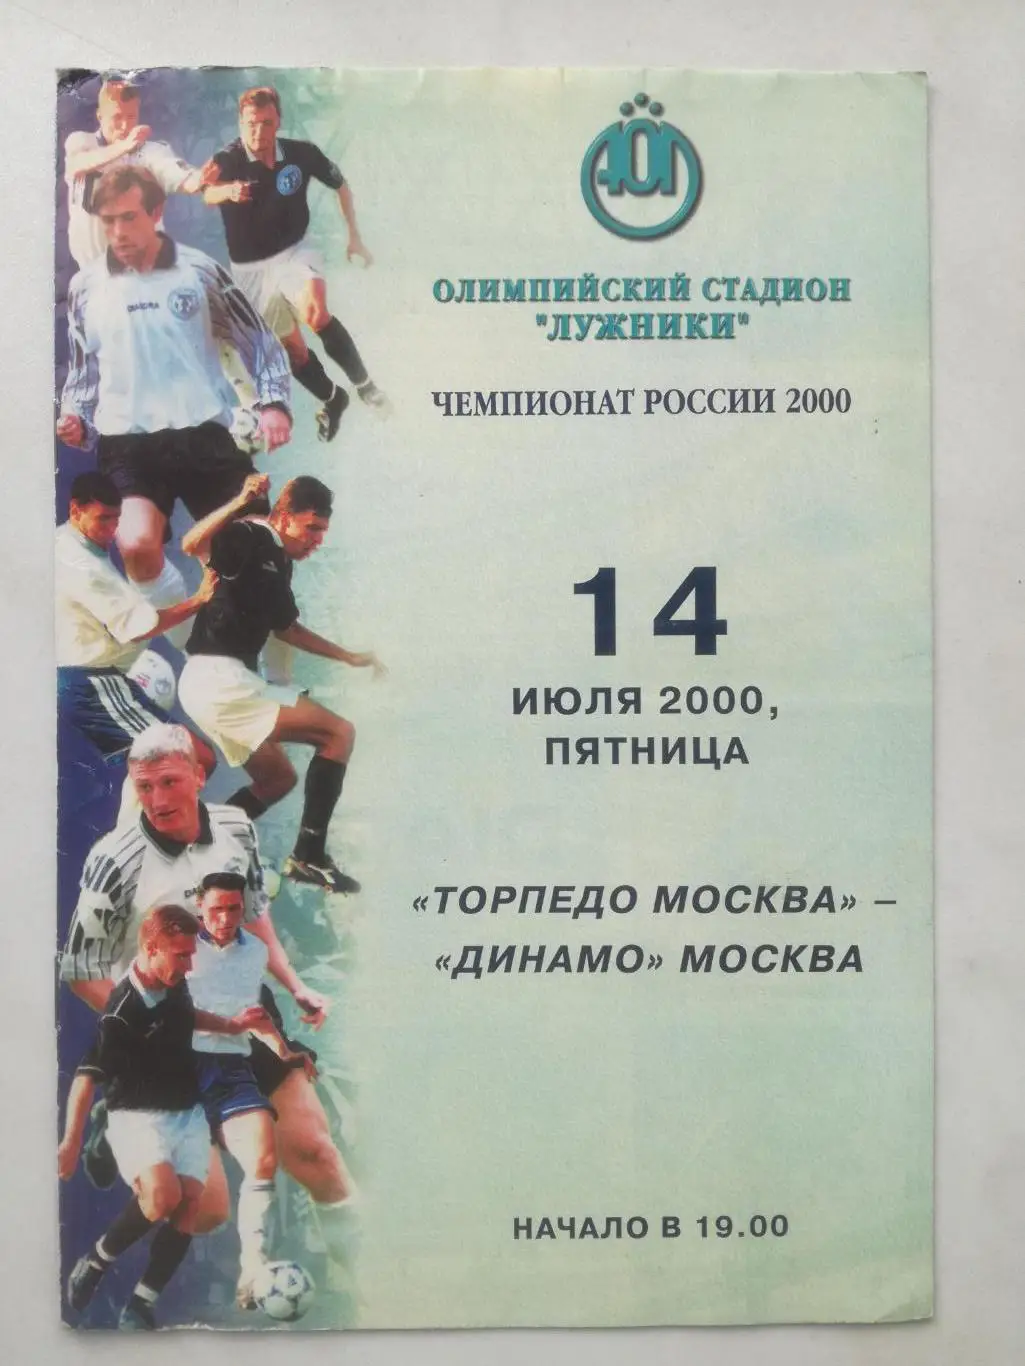 ОЛИМПИЙСКИЙ СТАДИОН
"ЛУЖНИКИ"
ЧЕМПИОНАТ РОССИИ 2000
14
ИЮЛЯ 2000,
ПЯТНИЦА
«ТОРПЕДО МОСКВА» –
«ДИНАМО» МОСКВА
НАЧАЛО В 19.00